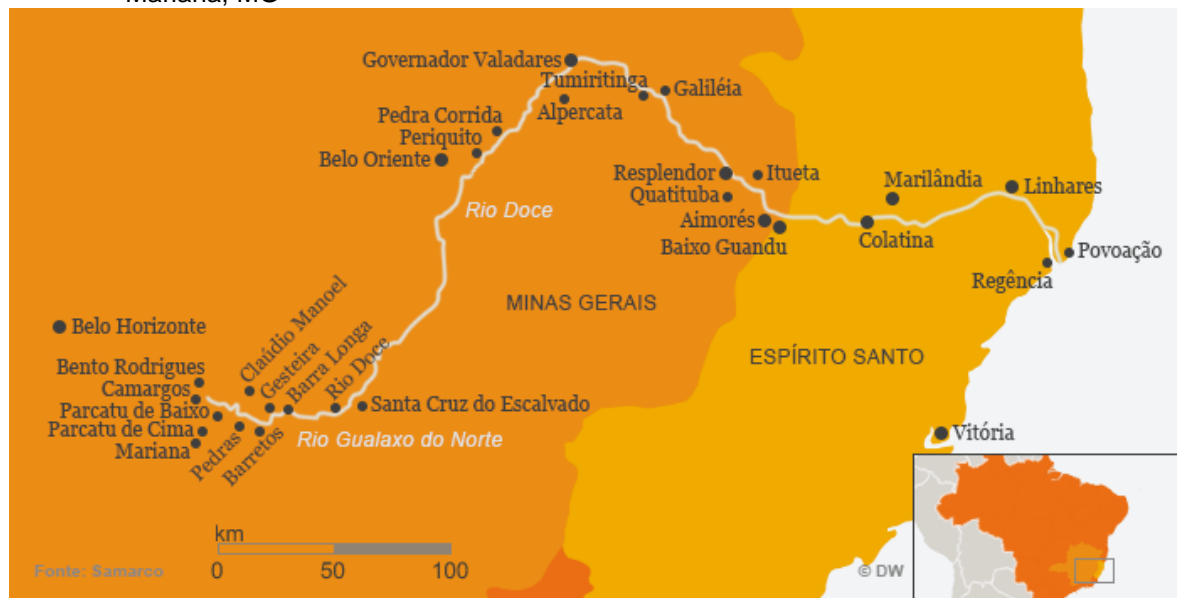 Mariana, MG
Governador Valadares
Tumiritinga
Galiléia
Alpercata
Pedra Corrida
Periquito
Belo Oriente
Resplendor
Itueta
Quatituba
Marilândia
Linhares
Rio Doce
Aimorés
Baixo Guandu
Colatina
Povoação
Regência
MINAS GERAIS
Belo Horizonte
ESPÍRITO SANTO
Bento Rodrigues
Camargos
Parcatu de Baixo
Parcatu de Cima
Mariana
Claúdio Manoel
Gesteira
Barra Longa
Rio Doce
Santa Cruz do Escalvado
Pedras
Barretos
Rio Gualaxo do Norte
Vitória
km
0 50 100
Fonte: Samarco
© DW